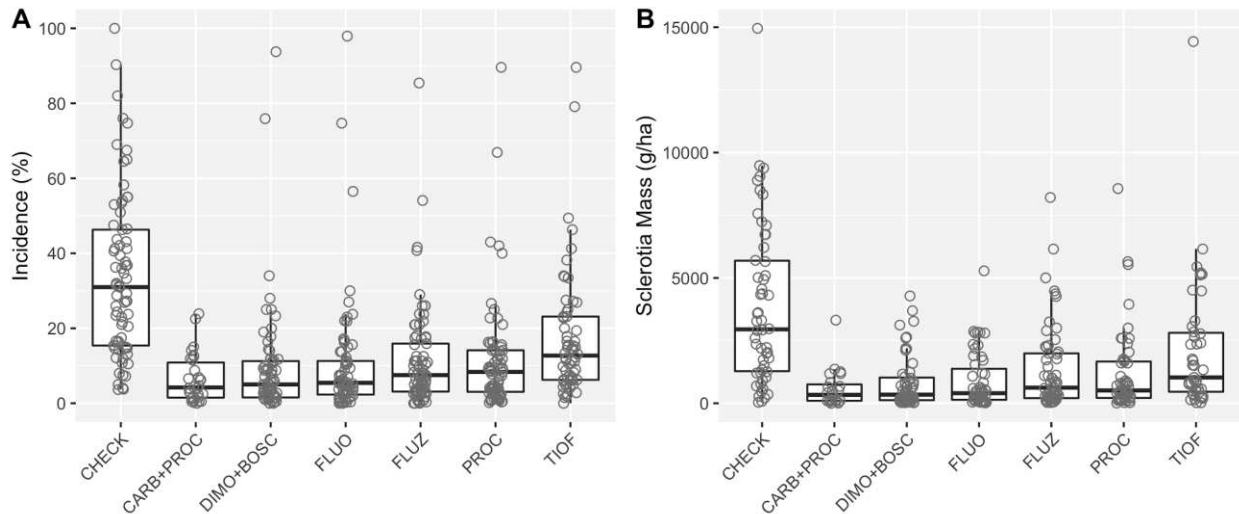 A
Incidence (%)
100
80
60
40
20
0
CHECK
CARB+PROC
DIMO+BOSC
FLUO
FLUZ
PROC
TIOF
B
Sclerotia Mass (g/ha)
15000
10000
5000
0
CHECK
CARB+PROC
DIMO+BOSC
FLUO
FLUZ
PROC
TIOF